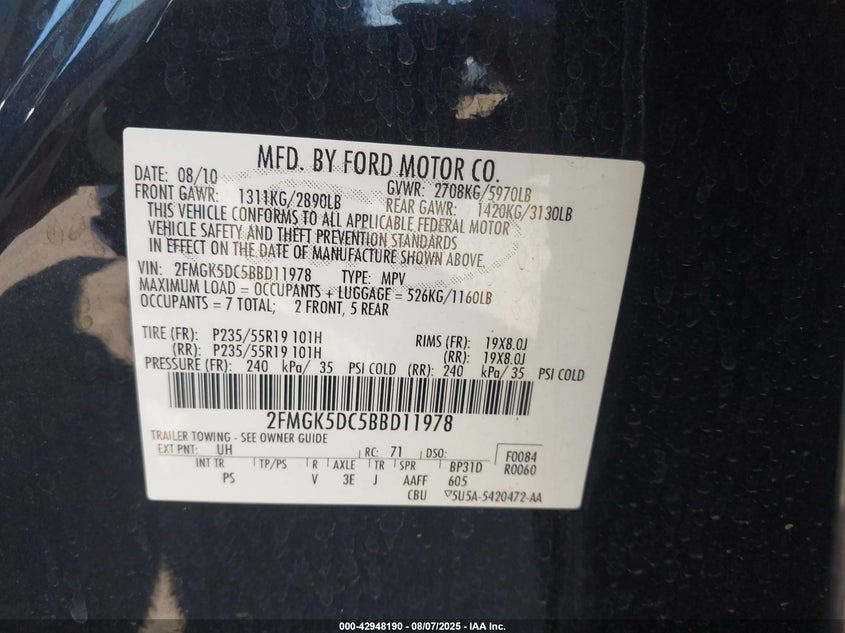 MFD. BY FORD MOTOR CO.
DATE: 08/10 GVWR: 2708KG/5970LB
FRONT GAWR: 1311KG/2890LB REAR GAWR: 1420KG/3130LB
THIS VEHICLE CONFORMS TO ALL APPLICABLE FEDERAL MOTOR
VEHICLE SAFETY AND THEFT PREVENTION STANDARDS
IN EFFECT ON THE DATE OF MANUFACTURE SHOWN ABOVE.
VIN: 2FMGK5DC5BBD11978 TYPE: MPV
MAXIMUM LOAD = OCCUPANTS + LUGGAGE = 526KG/1160LB
OCCUPANTS = 7 TOTAL; 2 FRONT, 5 REAR
TIRE (FR): P235/55R19 101H RIMS (FR): 19X8.0J
(RR): P235/55R19 101H (RR): 19X8.0J
PRESSURE (FR): 240 kPa/ 35 PSI COLD (RR): 240 kPa/ 35 PSI COLD
2FMGK5DC5BBD11978
TRAILER TOWING - SEE OWNER GUIDE
EXT PNT: UH RC: 71 DSO: F0084
INT TR TP/PS R AXLE TR SPR BP31D R0060
PS V 3E J AAFF 605
CBU ▽5U5A-5420472-AA
000-42948190 - 08/07/2025 - IAA Inc.